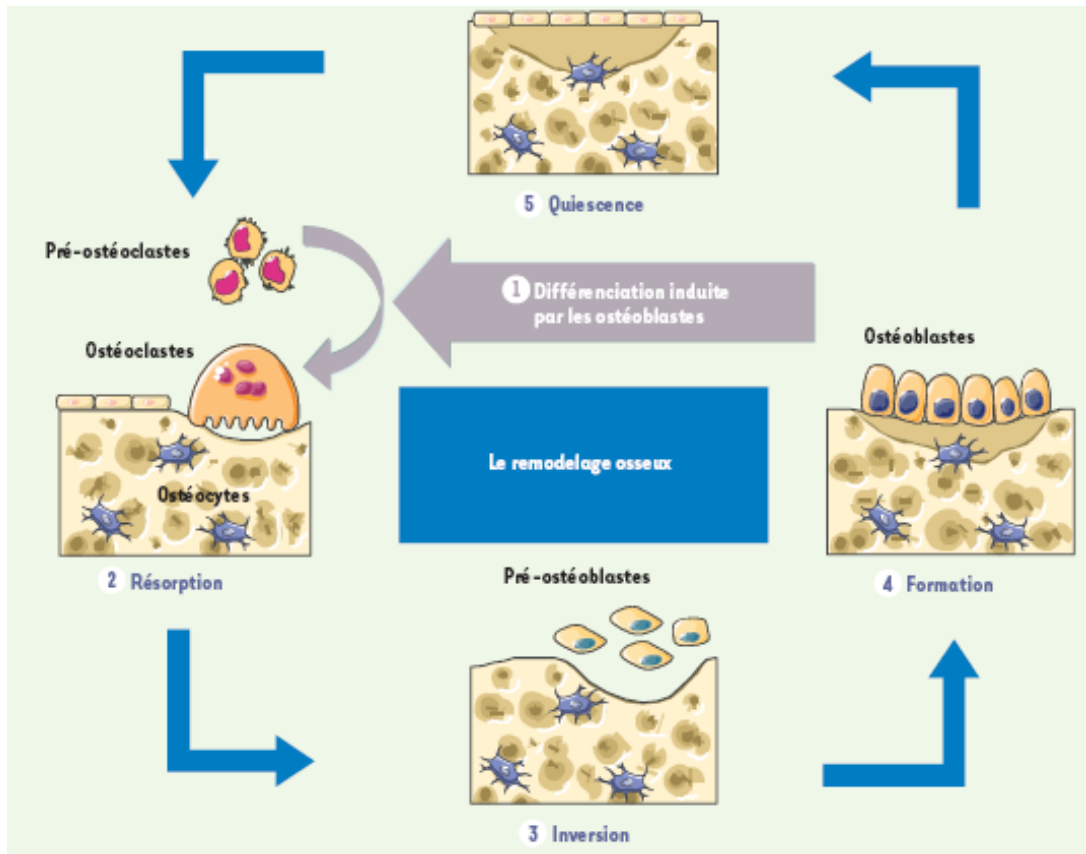 5 Quiescence
Pré-ostéoclastes
1 Différenciation induite
par les ostéoblastes
Ostéoclastes
Ostéoblastes
Le remodelage osseux
Ostéocytes
2 Résorption
Pré-ostéoblastes
4 Formation
3 Inversion